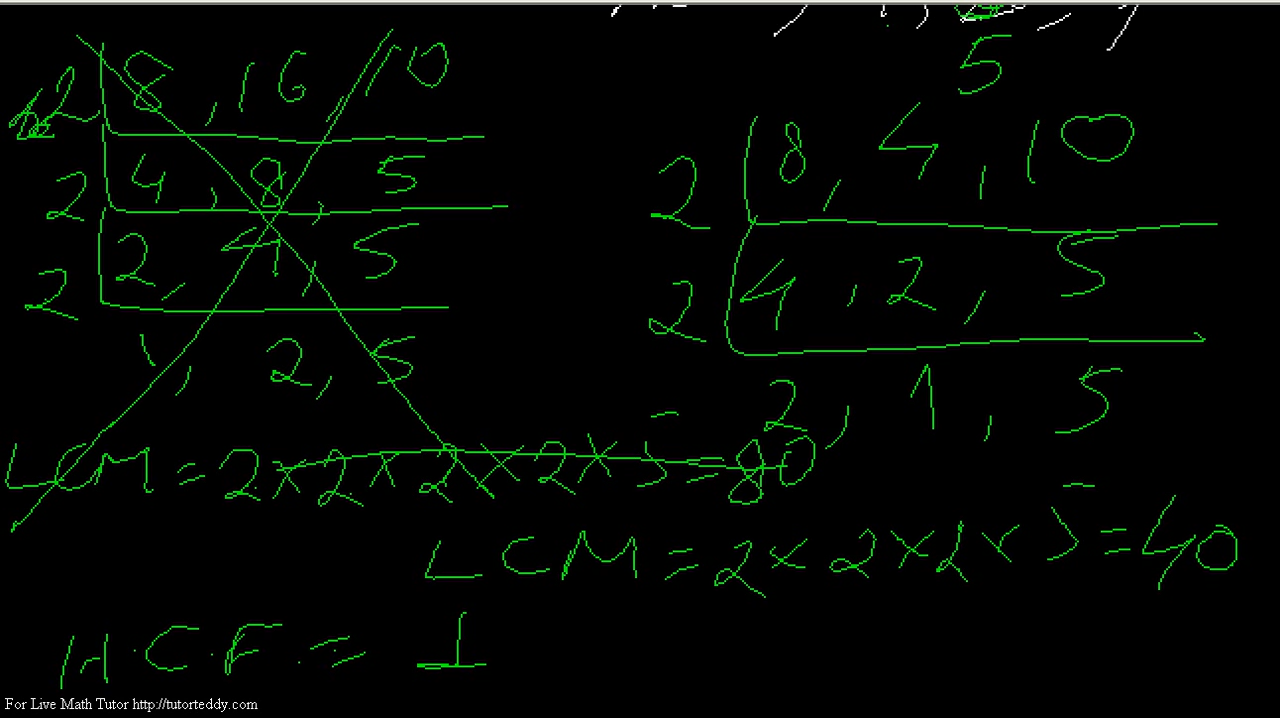 5
2 8 , 16 , 10
2 4 , 8 , 5
2 2 , 4 , 5
1 , 2 , 5
2 8 , 4 , 10
2 4 , 2 , 5
2 , 1 , 5
LCM = 2 x 2 x 2 x 2 x 5 = 80
LCM = 2 x 2 x 2 x 5 = 40
H.C.F. = 1
For Live Math Tutor http://tutorteddy.com